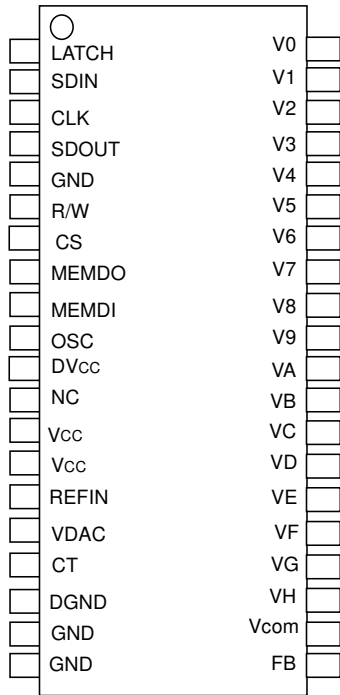 LATCH
SDIN
CLK
SDOUT
GND
R/W
CS
MEMDO
MEMDI
OSC
DVCC
NC
VCC
VCC
REFIN
VDAC
CT
DGND
GND
GND
V0
V1
V2
V3
V4
V5
V6
V7
V8
V9
VA
VB
VC
VD
VE
VF
VG
VH
Vcom
FB